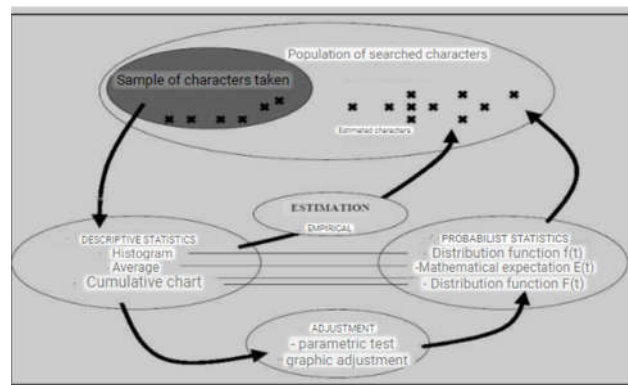 Population of searched characters
Sample of characters taken
Estimated characters
ESTIMATION
EMPIRICAL
DESCRIPTIVE STATISTICS
- Histogram
- Average
- Cumulative chart
PROBABILIST STATISTICS
- Distribution function f(t)
-Mathematical expectation E(t)
- Distribution function F(t)
ADJUSTMENT
- parametric test
- graphic adjustment